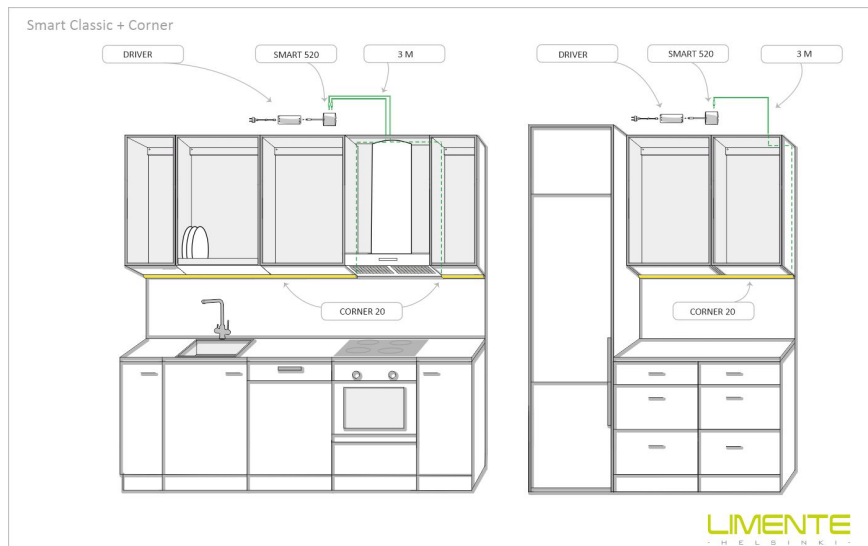 Smart Classic + Corner
DRIVER
SMART 520
3 M
DRIVER
SMART 520
3 M
CORNER 20
CORNER 20
LIMENTE
- HELSINKI -